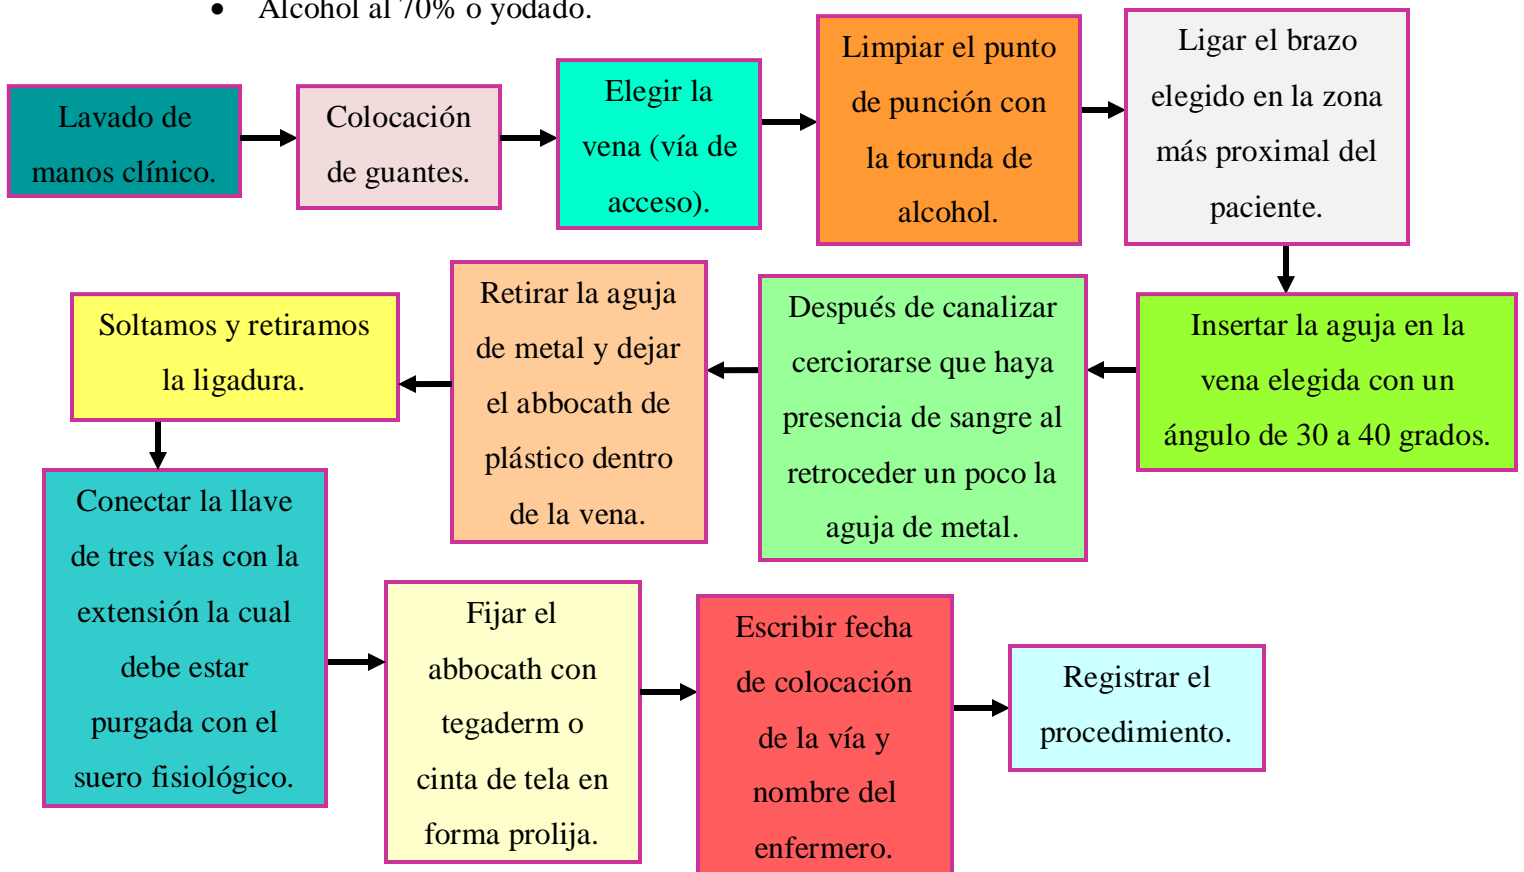 • Alcohol al 70% o yodado.
Lavado de
manos clínico.
Colocación
de guantes.
Elegir la
vena (vía de
acceso).
Limpiar el punto
de punción con
la torunda de
alcohol.
Ligar el brazo
elegido en la zona
más proximal del
paciente.
Insertar la aguja en la
vena elegida con un
ángulo de 30 a 40 grados.
Después de canalizar
cerciorarse que haya
presencia de sangre al
retroceder un poco la
aguja de metal.
Retirar la aguja
de metal y dejar
el abbocath de
plástico dentro
de la vena.
Soltamos y retiramos
la ligadura.
Conectar la llave
de tres vías con la
extensión la cual
debe estar
purgada con el
suero fisiológico.
Fijar el
abbocath con
tegaderm o
cinta de tela en
forma prolija.
Escribir fecha
de colocación
de la vía y
nombre del
enfermero.
Registrar el
procedimiento.